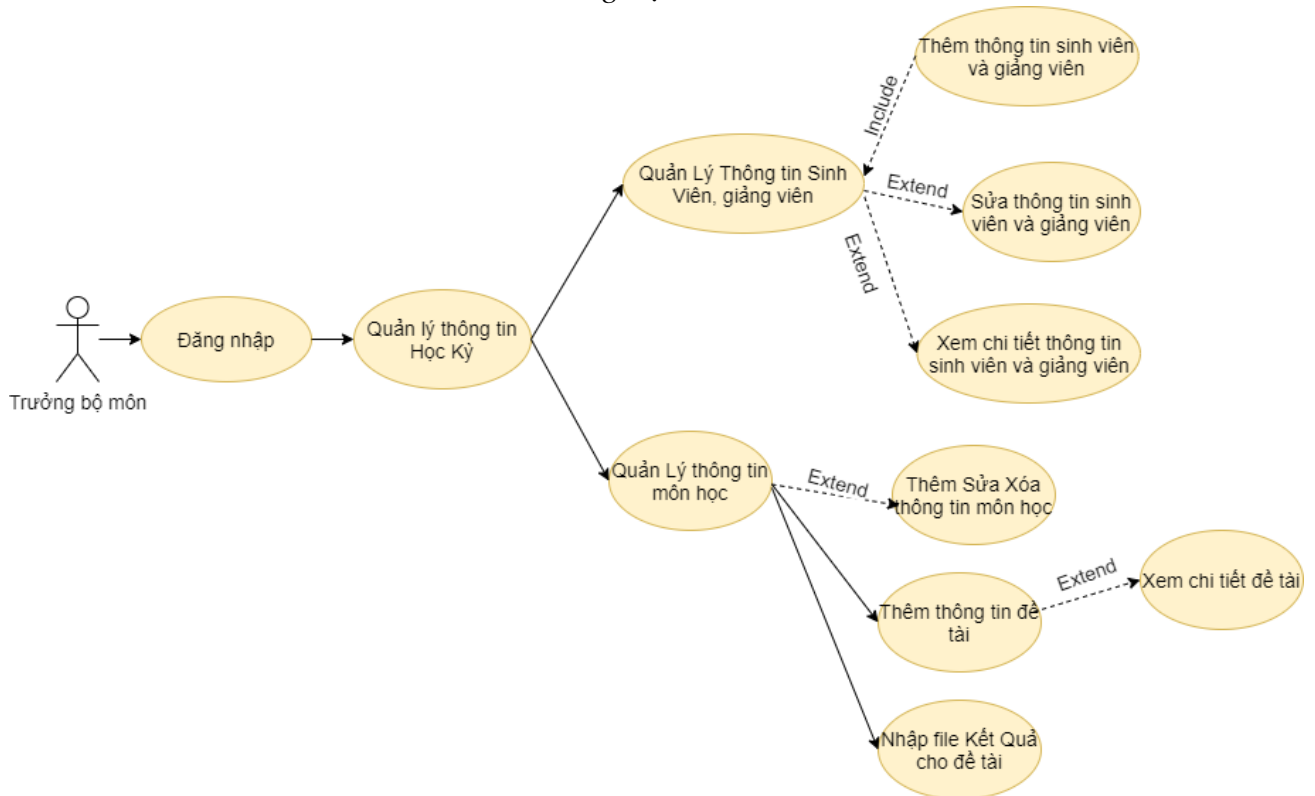 Thêm thông tin sinh viên
và giảng viên
Include
Quản Lý Thông tin Sinh
Viên, giảng viên
Extend
Sửa thông tin sinh
viên và giảng viên
Extend
Xem chi tiết thông tin
sinh viên và giảng viên
Đăng nhập
Quản lý thông tin
Học Kỳ
Trưởng bộ môn
Quản Lý thông tin
môn học
Extend
Thêm Sửa Xóa
thông tin môn học
Thêm thông tin đề
tài
Extend
Xem chi tiết đề tài
Nhập file Kết Quả
cho đề tài